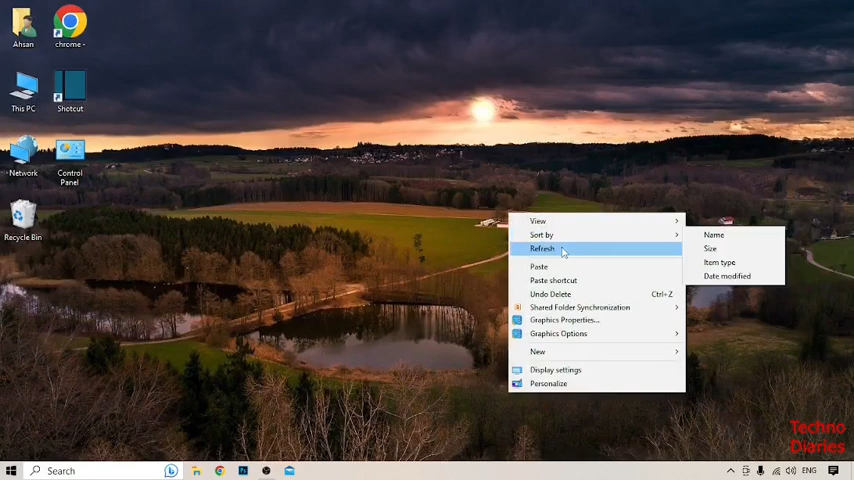 Ahsan
chrome -
This PC
Shotcut
Network
Control
Panel
Recycle Bin
View
Sort by
Refresh
Paste
Paste shortcut
Undo Delete Ctrl+Z
Shared Folder Synchronization
Graphics Properties...
Graphics Options
New
Display settings
Personalize
Name
Size
Item type
Date modified
Techno
Diaries
Search
ENG